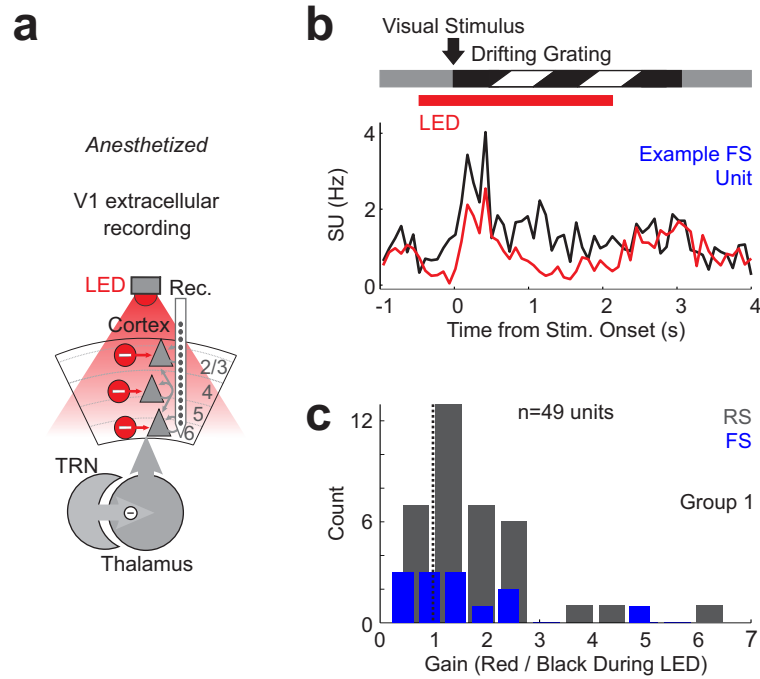 a
Anesthetized
V1 extracellular
recording
LED
Rec.
Cortex
2/3
4
5
6
TRN
Thalamus
b
Visual Stimulus
Drifting Grating
LED
Example FS
Unit
SU (Hz)
4
2
0
-1 0 1 2 3 4
Time from Stim. Onset (s)
c
n=49 units
RS
FS
Group 1
Count
12
6
0
0 1 2 3 4 5 6 7
Gain (Red / Black During LED)